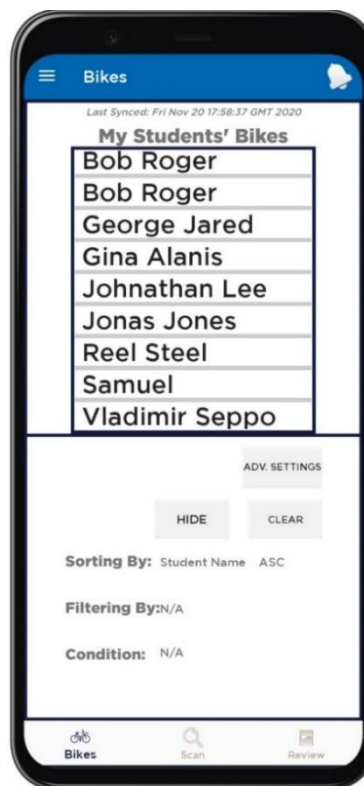 Bikes
Last Synced: Fri Nov 20 17:58:37 GMT 2020
My Students' Bikes
Bob Roger
Bob Roger
George Jared
Gina Alanis
Johnathan Lee
Jonas Jones
Reel Steel
Samuel
Vladimir Seppo
ADV. SETTINGS
HIDE CLEAR
Sorting By: Student Name ASC
Filtering By:N/A
Condition: N/A
Bikes Scan Review